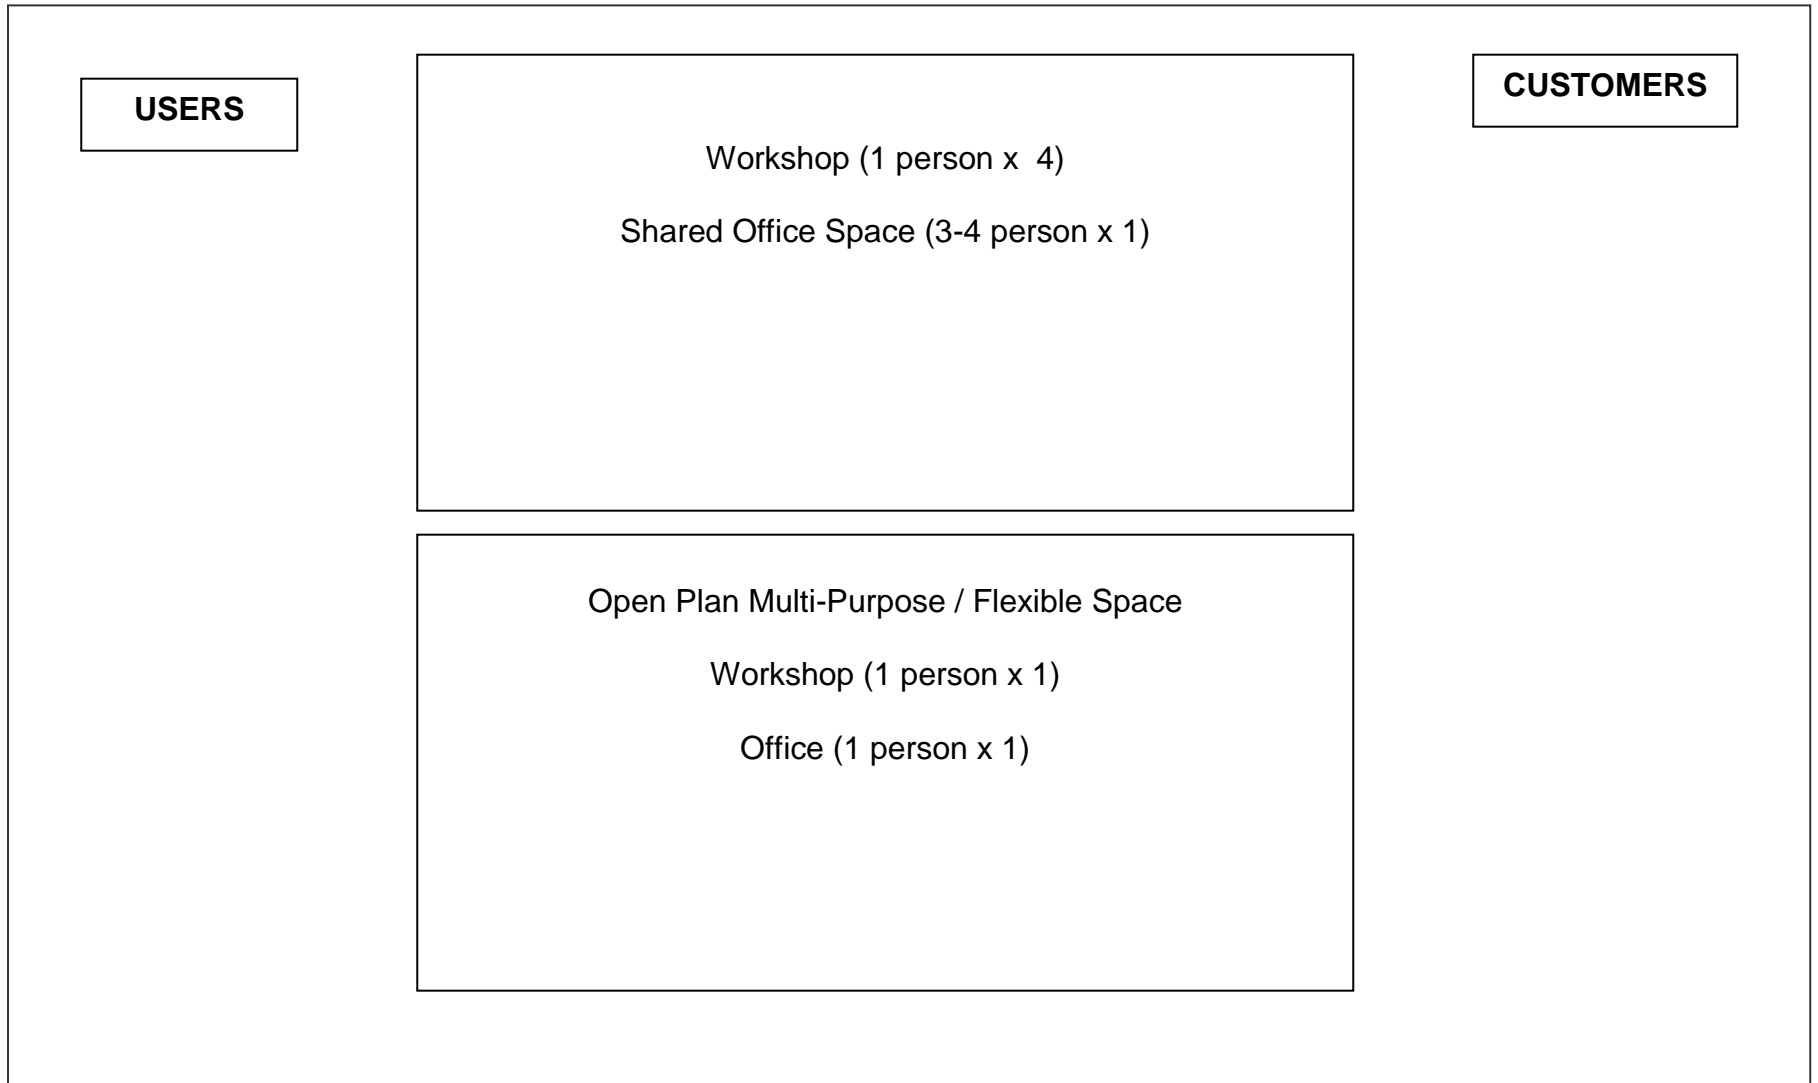 USERS
CUSTOMERS
Workshop (1 person x  4)
Shared Office Space (3-4 person x 1)
Open Plan Multi-Purpose / Flexible Space
Workshop (1 person x 1)
Office (1 person x 1)